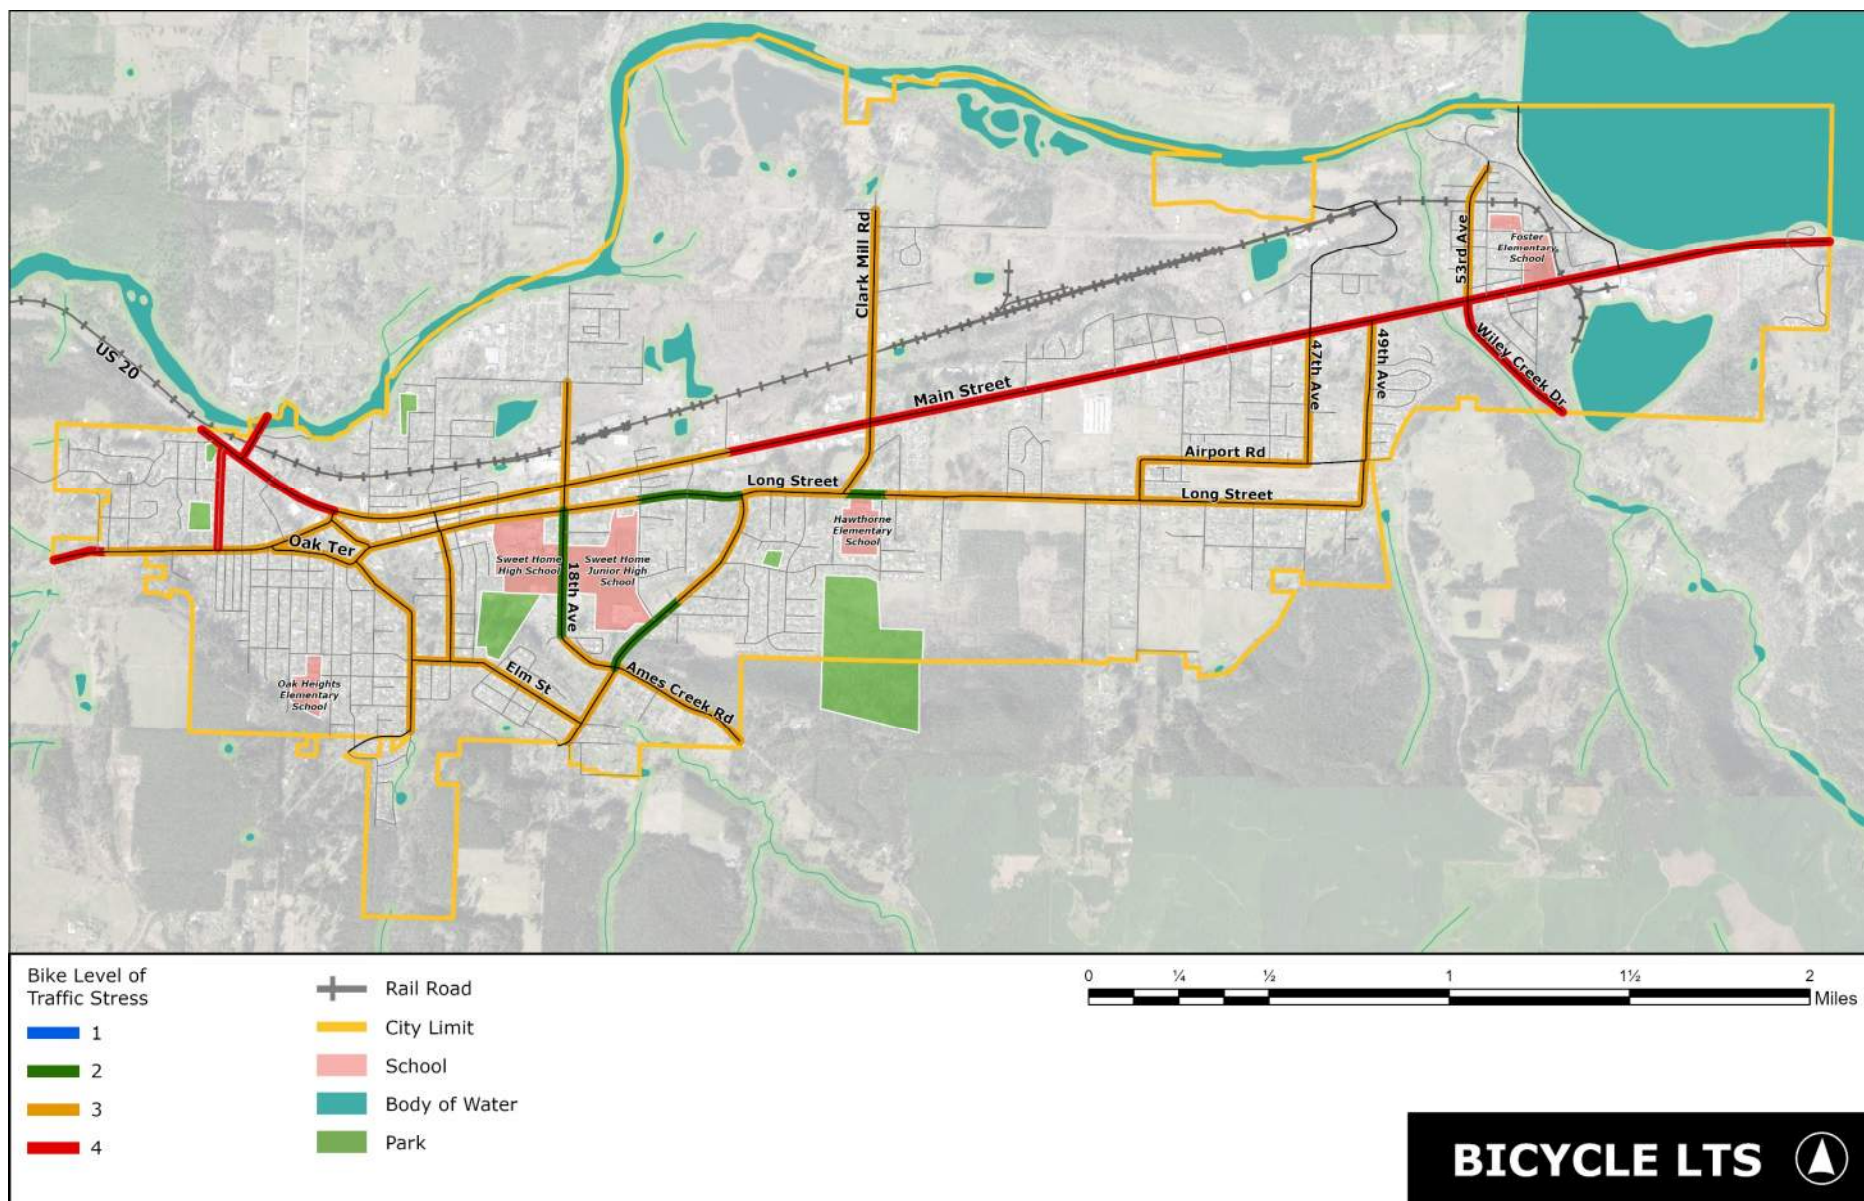 Foster
Elementary
School
Clark Mill Rd
53rd Ave
US 20
Main Street
47th Ave
49th Ave
Wiley Creek Dr
Airport Rd
Long Street
Long Street
Oak Ter
Hawthorne
Elementary
School
Sweet Home
High School
Sweet Home
Junior High
School
18th Ave
Elm St
Ames Creek Rd
Oak Heights
Elementary
School
Bike Level of
Traffic Stress
1
2
3
4
Rail Road
City Limit
School
Body of Water
Park
0 ¼ ½ 1 1½ 2
Miles
BICYCLE LTS